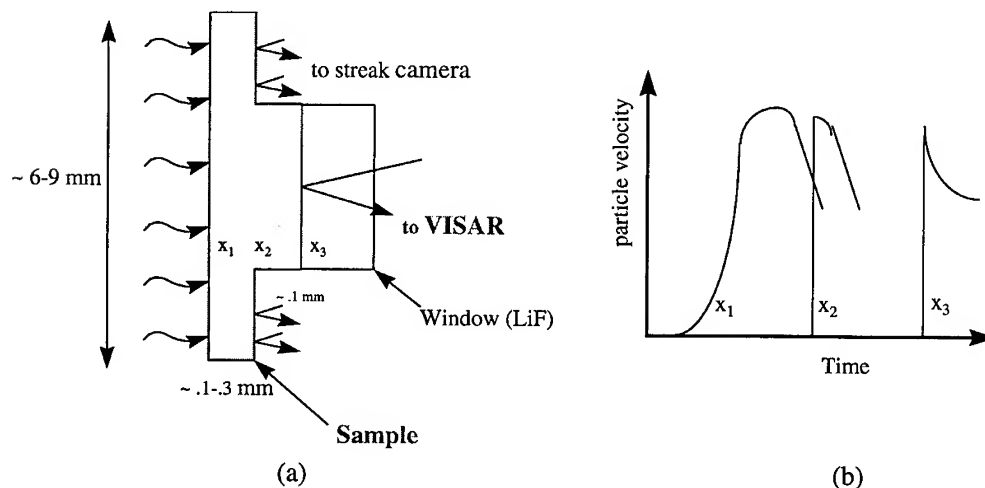 to streak camera
~ 6-9 mm
to VISAR
x1 x2 x3
~ .1 mm
Window (LiF)
~ .1-.3 mm
Sample
(a)
particle velocity
x1 x2 x3
Time
(b)